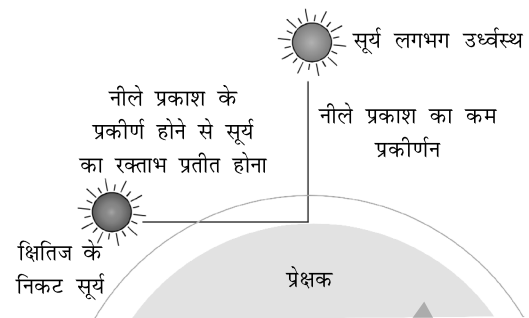 सूर्य लगभग उर्ध्वस्थ
नीले प्रकाश के
प्रकीर्ण होने से सूर्य
का रक्ताभ प्रतीत होना
नीले प्रकाश का कम
प्रकीर्णन
क्षितिज के
निकट सूर्य
प्रेक्षक